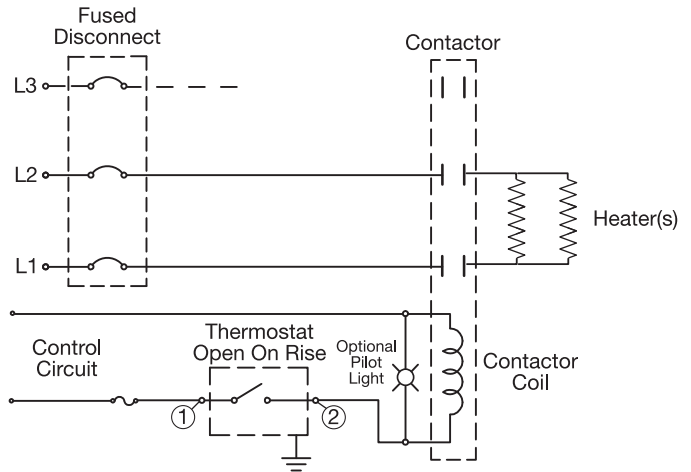 Fused
Disconnect
Contactor
L3
L2
Heater(s)
L1
Control
Circuit
Thermostat
Open On Rise
Optional
Pilot
Light
Contactor
Coil
1
2